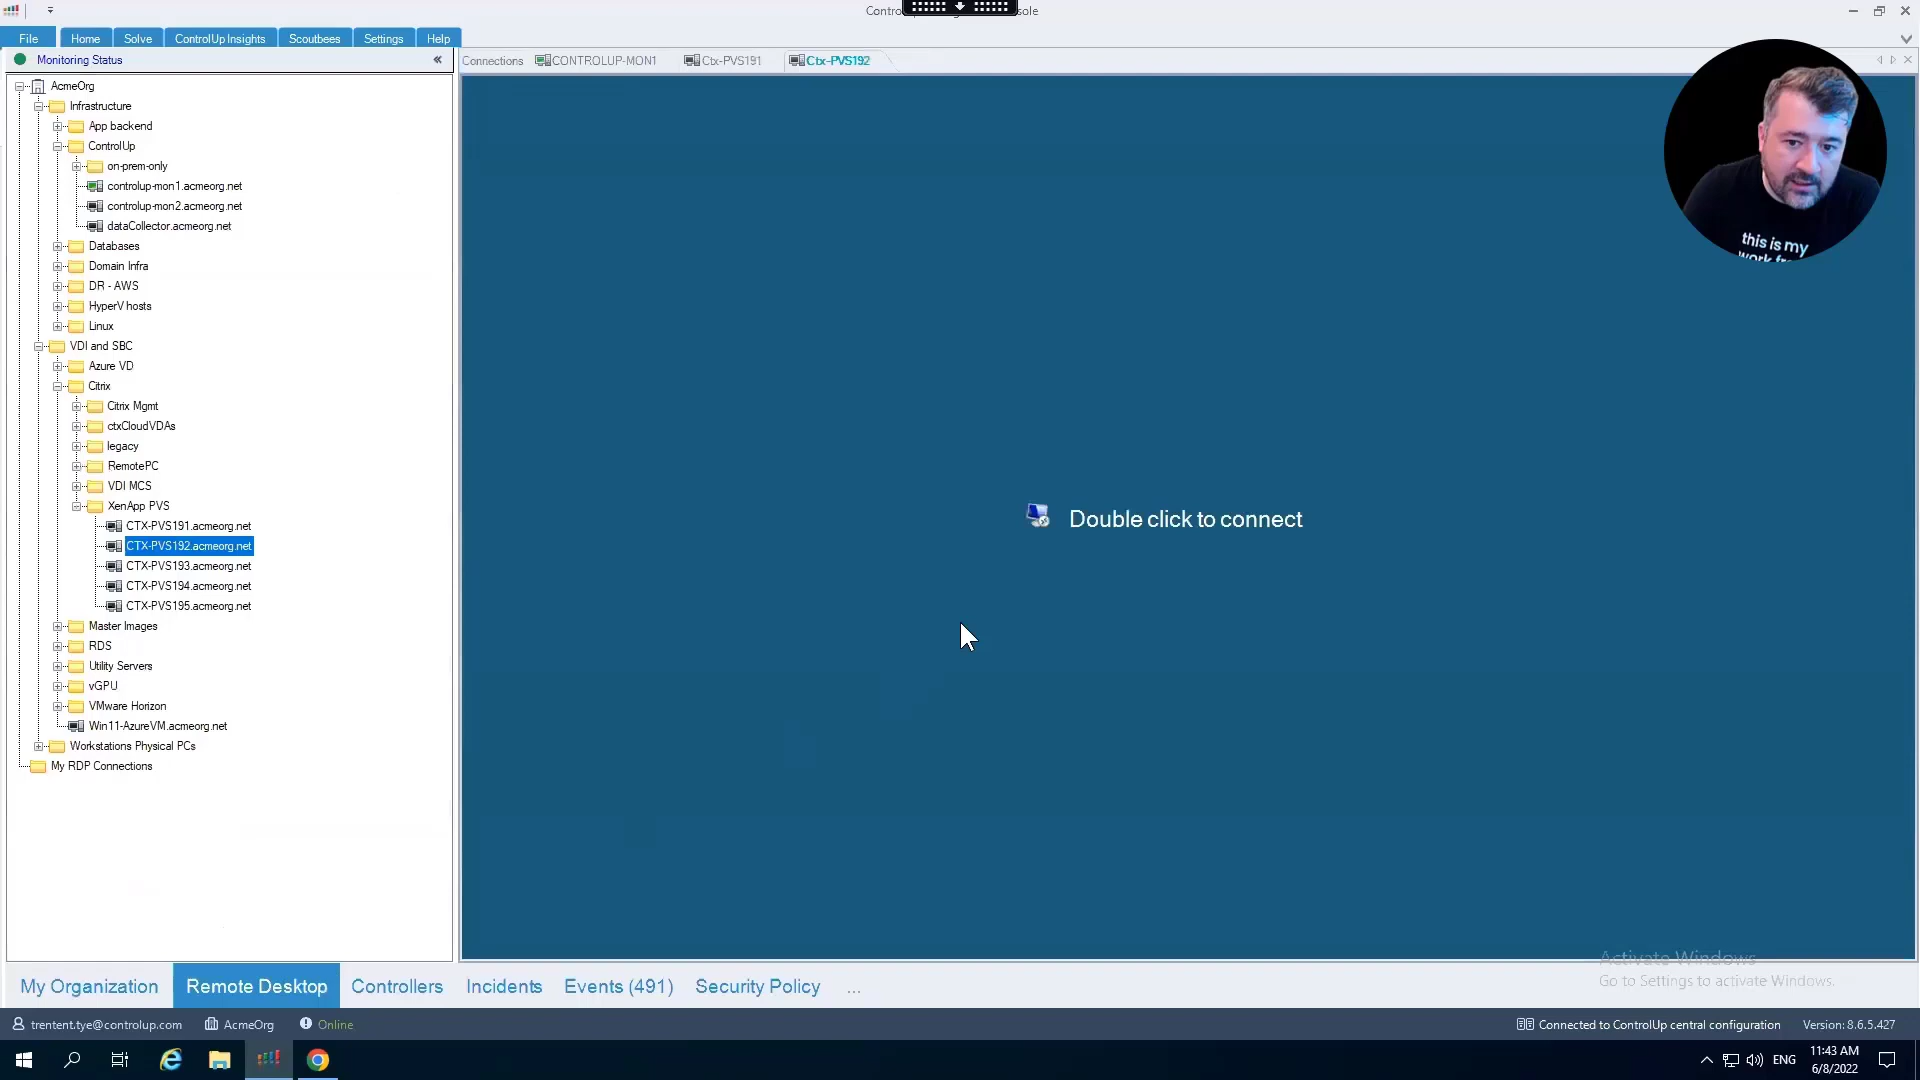 Contro
sole
File
Home
Solve
ControlUp Insights
Scoutbees
Settings
Help
Monitoring Status
«
Connections
CONTROLUP-MON1
Ctx-PVS191
Ctx-PVS192
AcmeOrg
Infrastructure
App backend
ControlUp
on-prem-only
controlup-mon1.acmeorg.net
controlup-mon2.acmeorg.net
dataCollector.acmeorg.net
Databases
Domain Infra
DR - AWS
HyperV hosts
Linux
VDI and SBC
Azure VD
Citrix
Citrix Mgmt
ctxCloudVDAs
legacy
RemotePC
VDI MCS
XenApp PVS
CTX-PVS191.acmeorg.net
CTX-PVS192.acmeorg.net
CTX-PVS193.acmeorg.net
CTX-PVS194.acmeorg.net
CTX-PVS195.acmeorg.net
Master Images
RDS
Utility Servers
vGPU
VMware Horizon
Win11-AzureVM.acmeorg.net
Workstations Physical PCs
My RDP Connections
this is my
work
Double click to connect
Activate Windows
Go to Settings to activate Windows.
My Organization
Remote Desktop
Controllers
Incidents
Events (491)
Security Policy
...
trentent.tye@controlup.com
AcmeOrg
Online
Connected to ControlUp central configuration
Version: 8.6.5.427
ENG
11:43 AM
6/8/2022